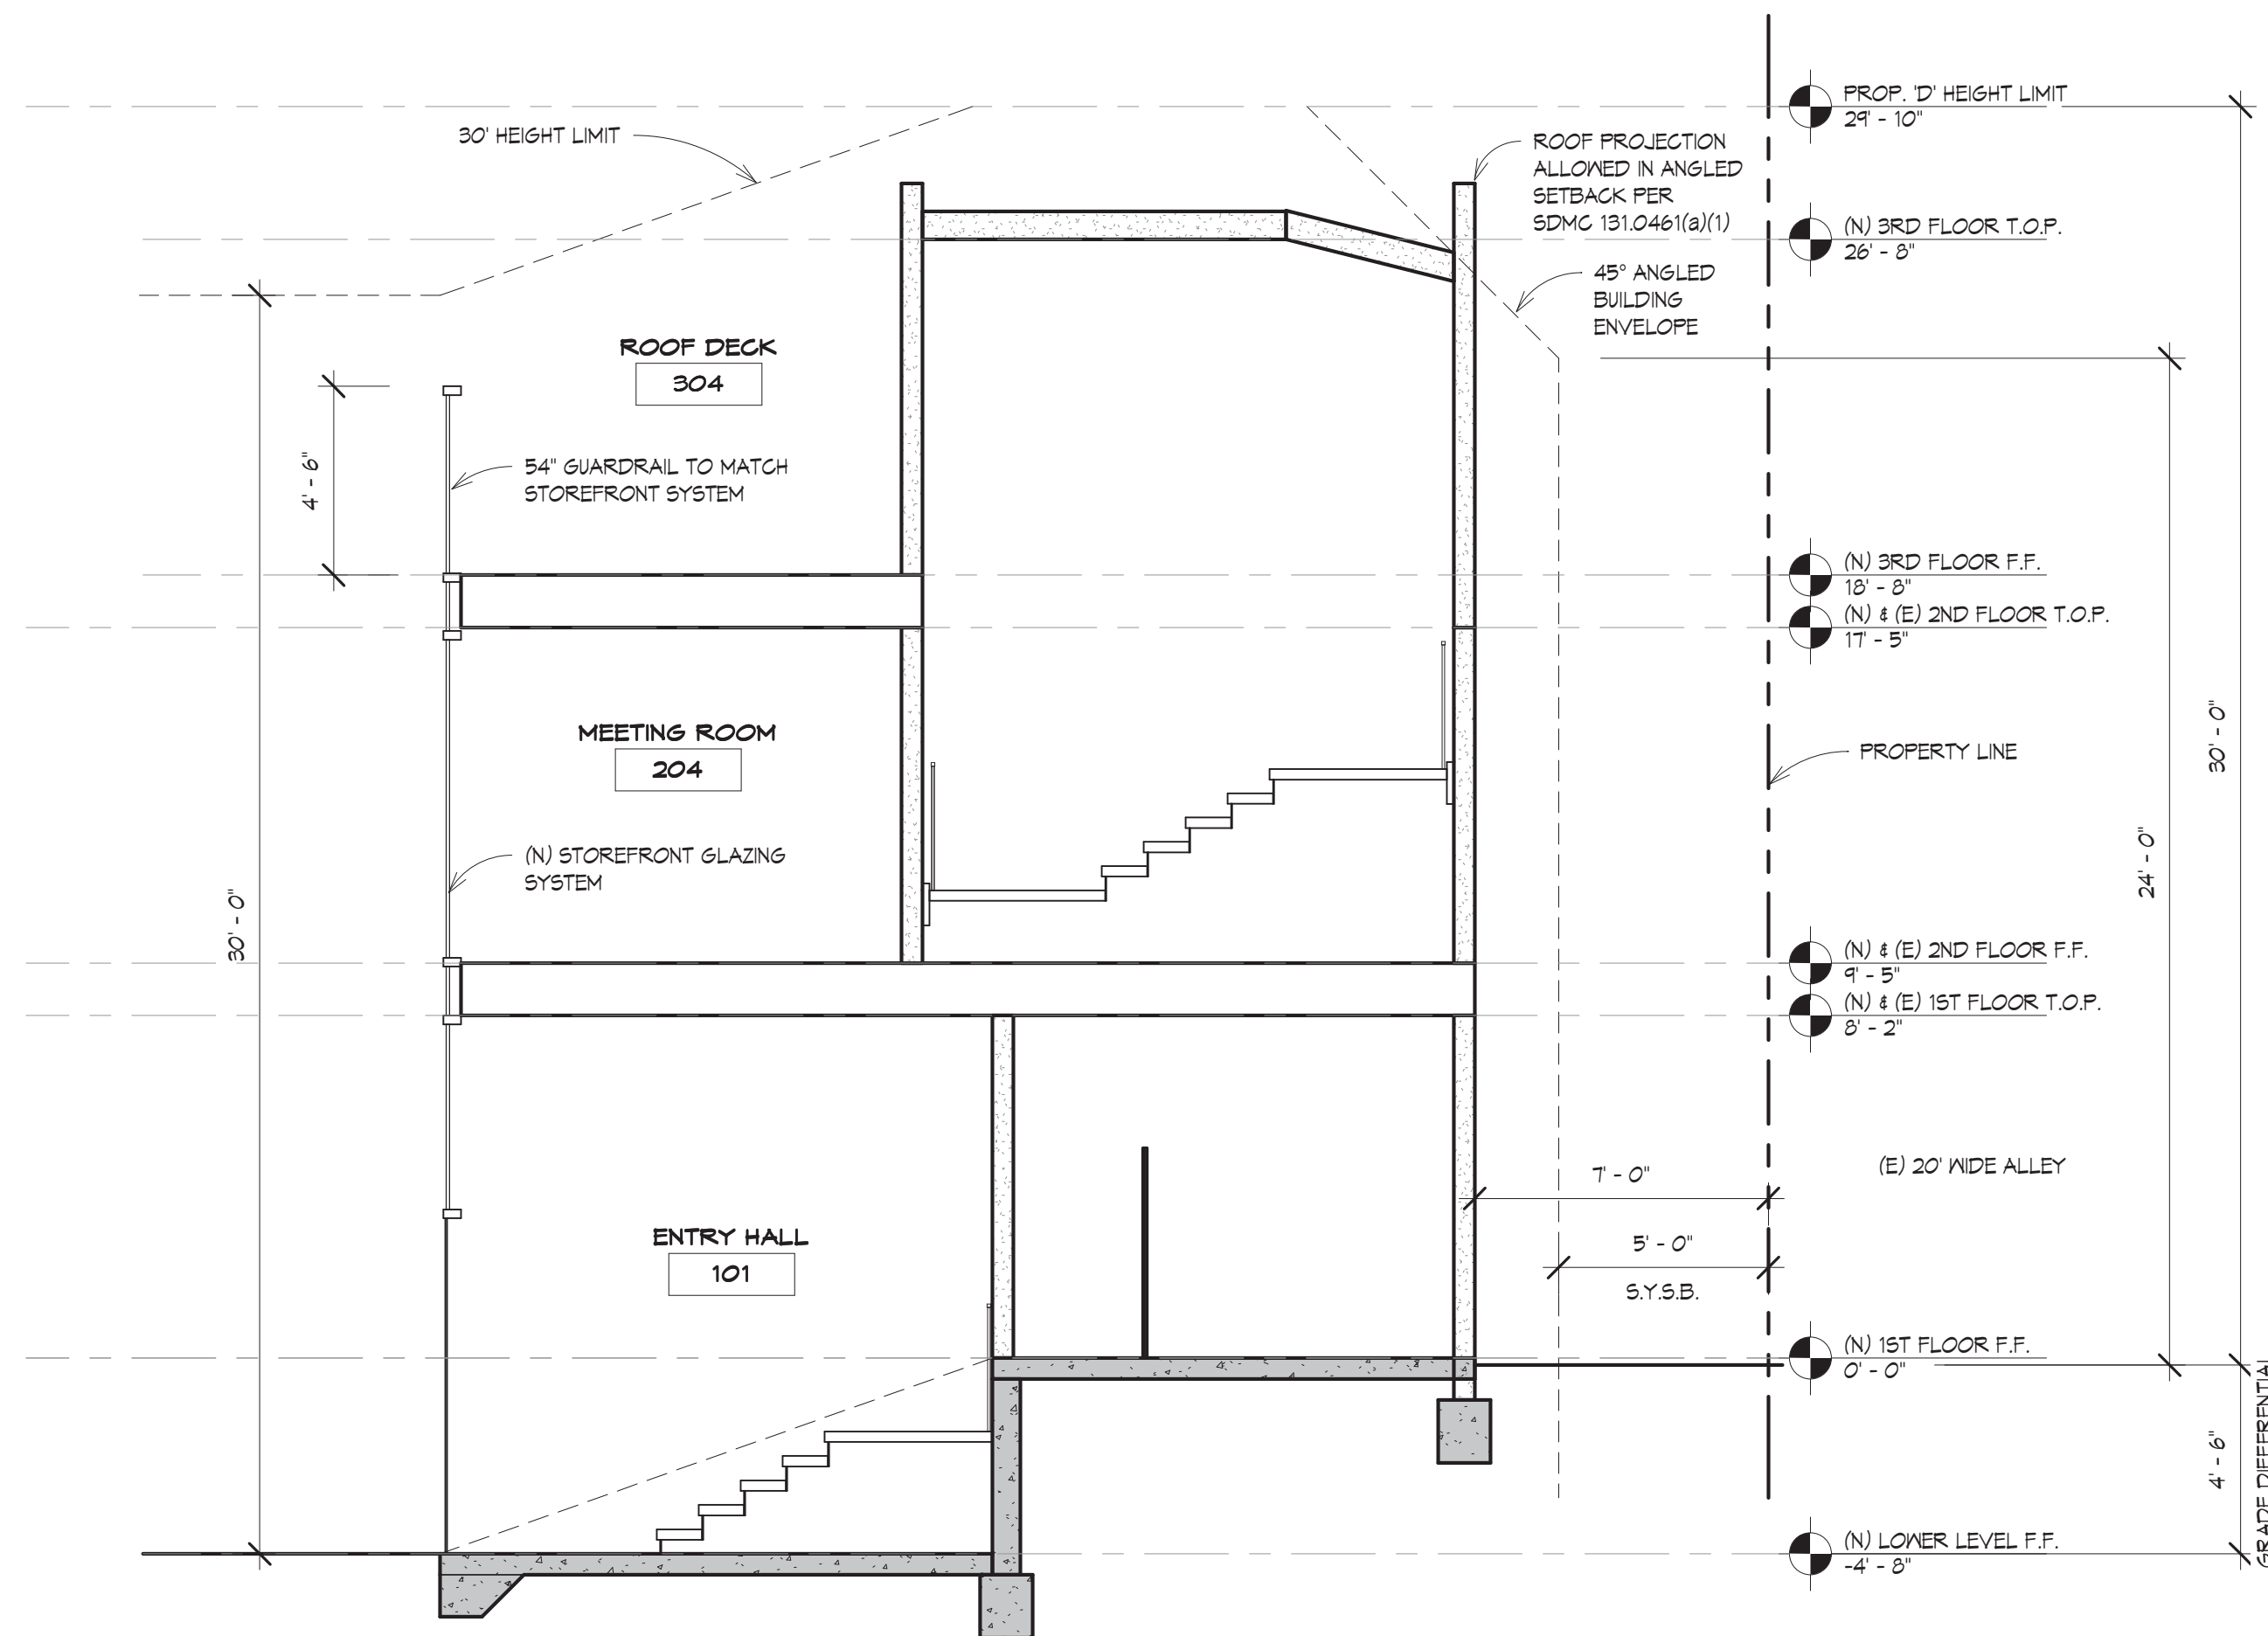 PROP. 'D' HEIGHT LIMIT
29' - 10"
30' HEIGHT LIMIT
ROOF PROJECTION
ALLOWED IN ANGLED
SETBACK PER
SDMC 131.0461(a)(1)
(N) 3RD FLOOR T.O.P.
26' - 8"
45° ANGLED
BUILDING
ENVELOPE
ROOF DECK
304
4' - 6"
54" GUARDRAIL TO MATCH
STOREFRONT SYSTEM
(N) 3RD FLOOR F.F.
18' - 8"
(N) & (E) 2ND FLOOR T.O.P.
17' - 5"
MEETING ROOM
204
PROPERTY LINE
30' - 0"
24' - 0"
(N) STOREFRONT GLAZING
SYSTEM
30' - 0"
(N) & (E) 2ND FLOOR F.F.
9' - 5"
(N) & (E) 1ST FLOOR T.O.P.
8' - 2"
7' - 0"
(E) 20' WIDE ALLEY
ENTRY HALL
101
5' - 0"
S.Y.S.B.
(N) 1ST FLOOR F.F.
0' - 0"
4' - 6"
GRADE DIFFERENTIAL
(N) LOWER LEVEL F.F.
-4' - 8"